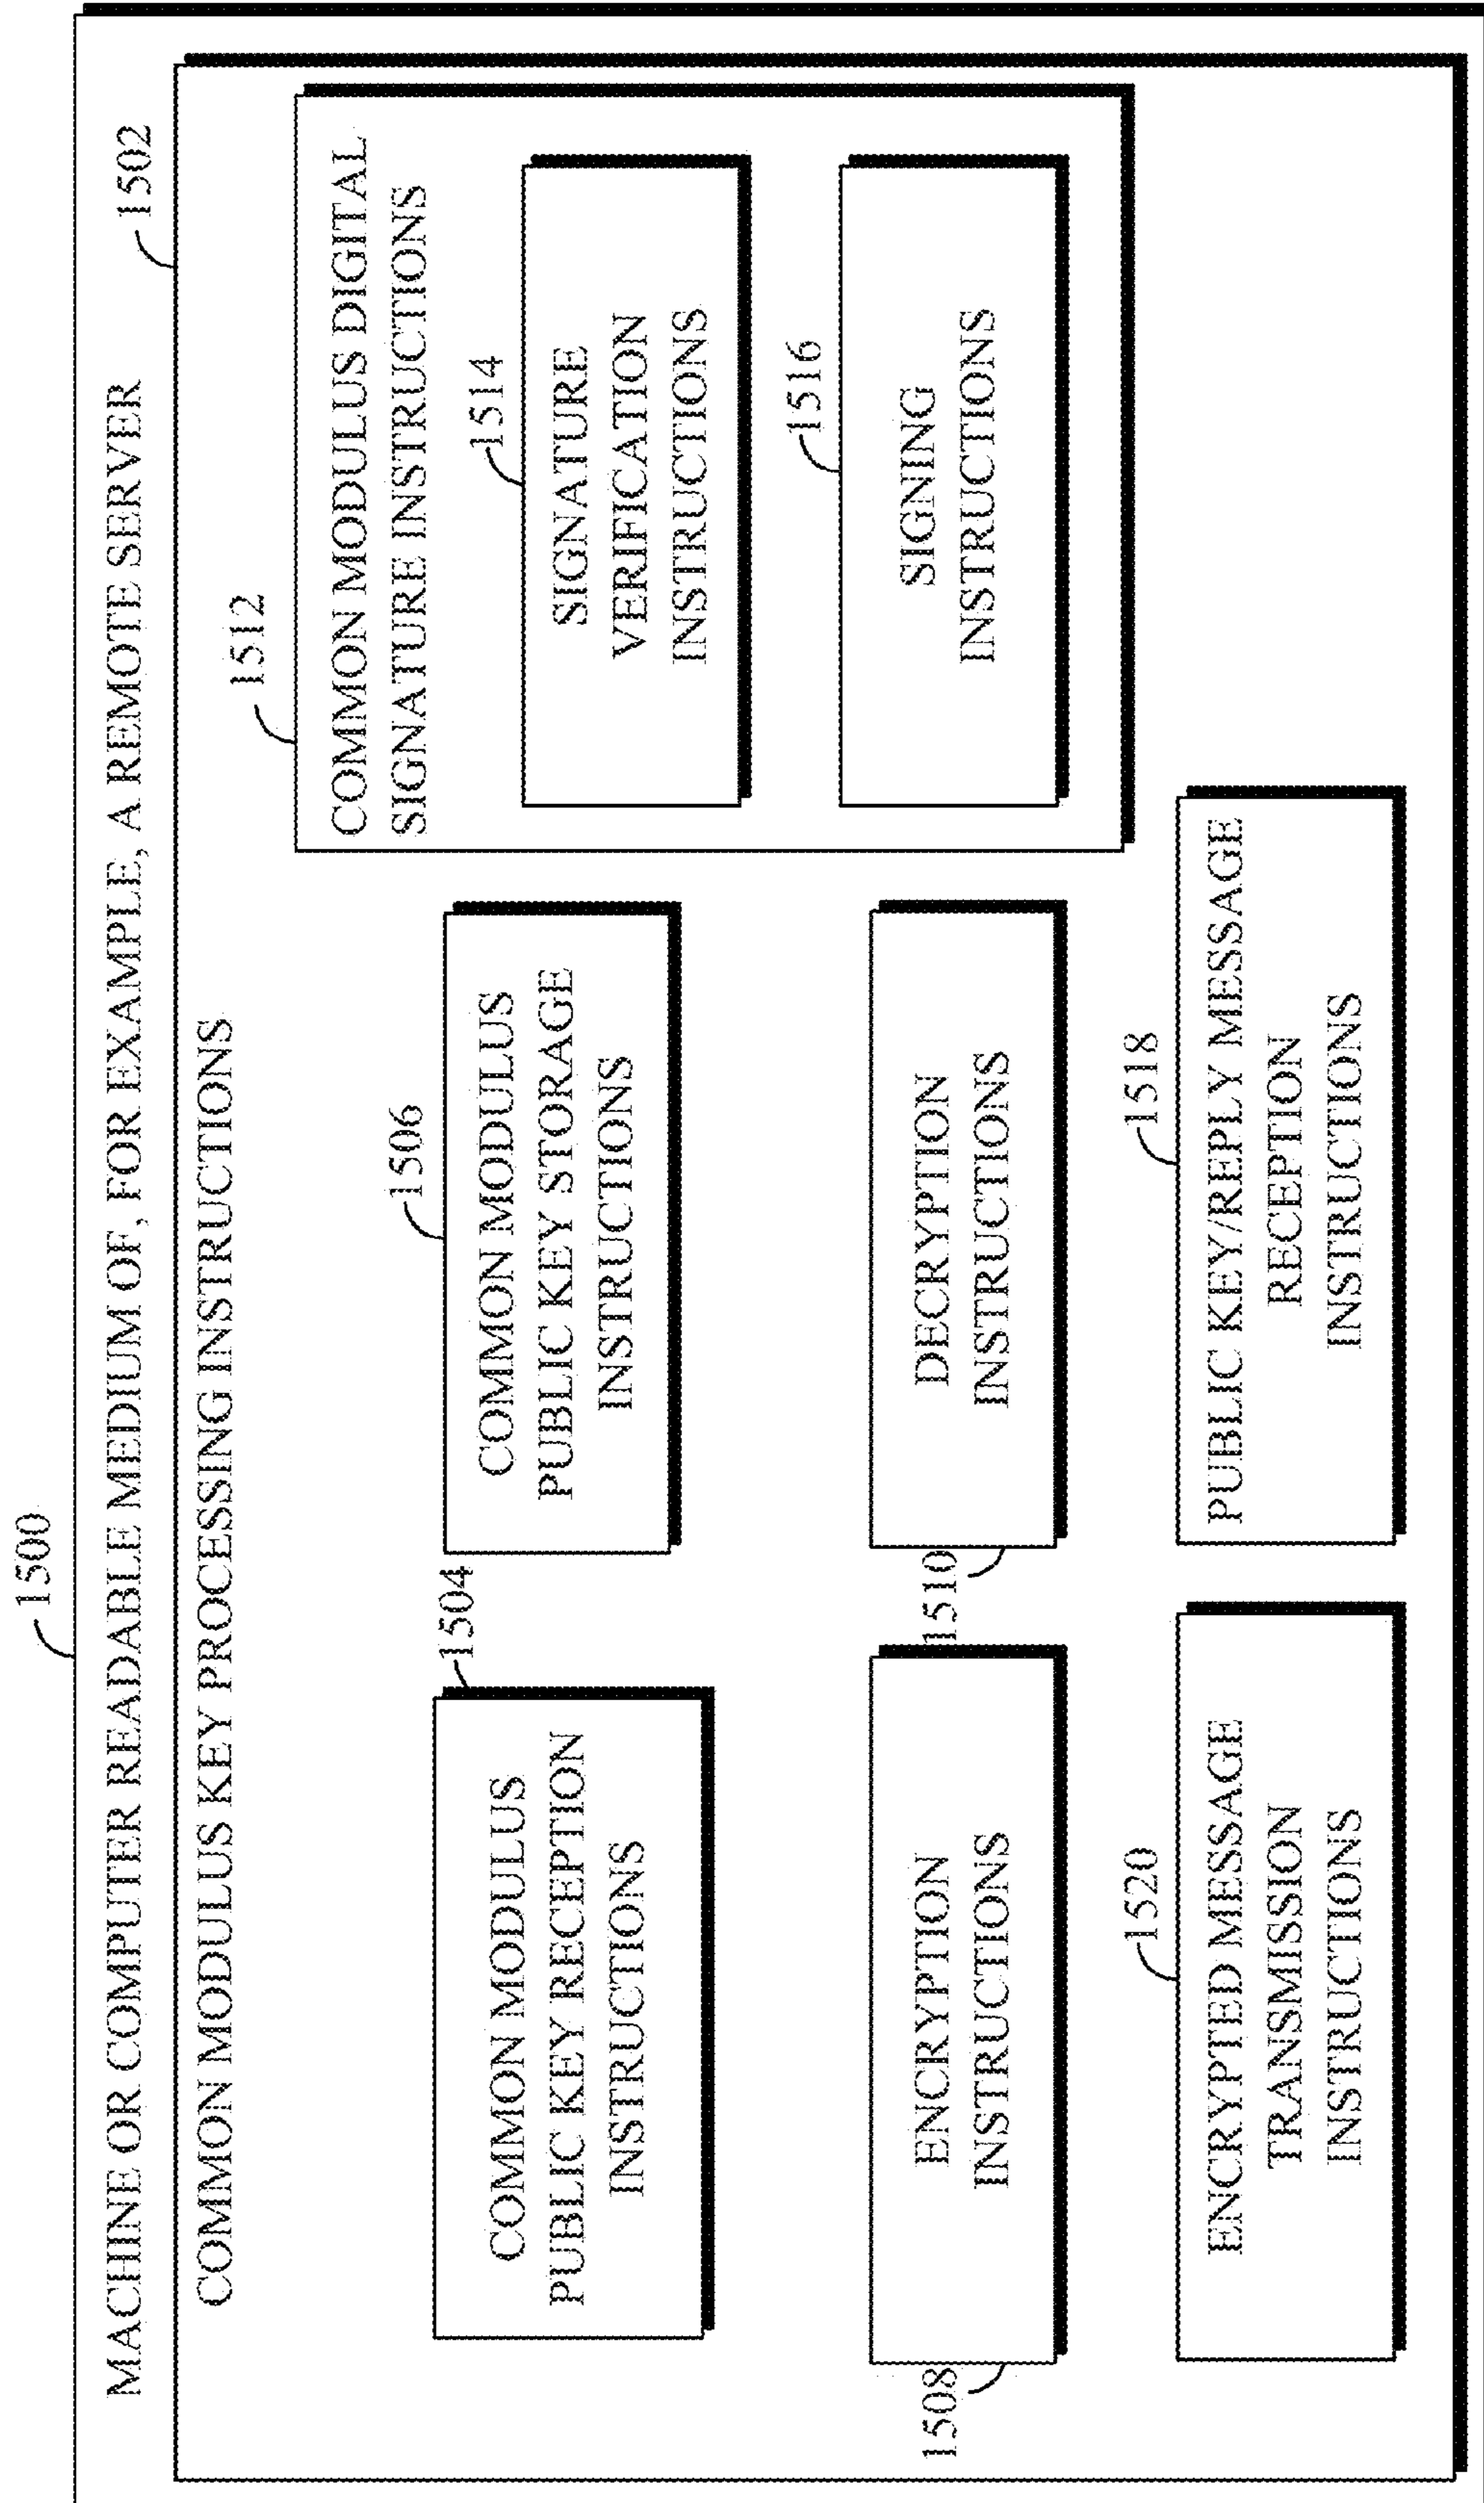 1500
MACHINE OR COMPUTER READABLE MEDIUM OF, FOR EXAMPLE, A REMOTE SERVER
1502
COMMON MODULUS KEY PROCESSING INSTRUCTIONS
1504
COMMON MODULUS
PUBLIC KEY RECEPTION
INSTRUCTIONS
1506
COMMON MODULUS
PUBLIC KEY STORAGE
INSTRUCTIONS
1512
COMMON MODULUS DIGITAL
SIGNATURE INSTRUCTIONS
1514
SIGNATURE
VERIFICATION
INSTRUCTIONS
1516
SIGNING
INSTRUCTIONS
1508
ENCRYPTION
INSTRUCTIONS
1510
DECRYPTION
INSTRUCTIONS
1520
ENCRYPTED MESSAGE
TRANSMISSION
INSTRUCTIONS
1518
PUBLIC KEY/REPLY MESSAGE
RECEPTION
INSTRUCTIONS